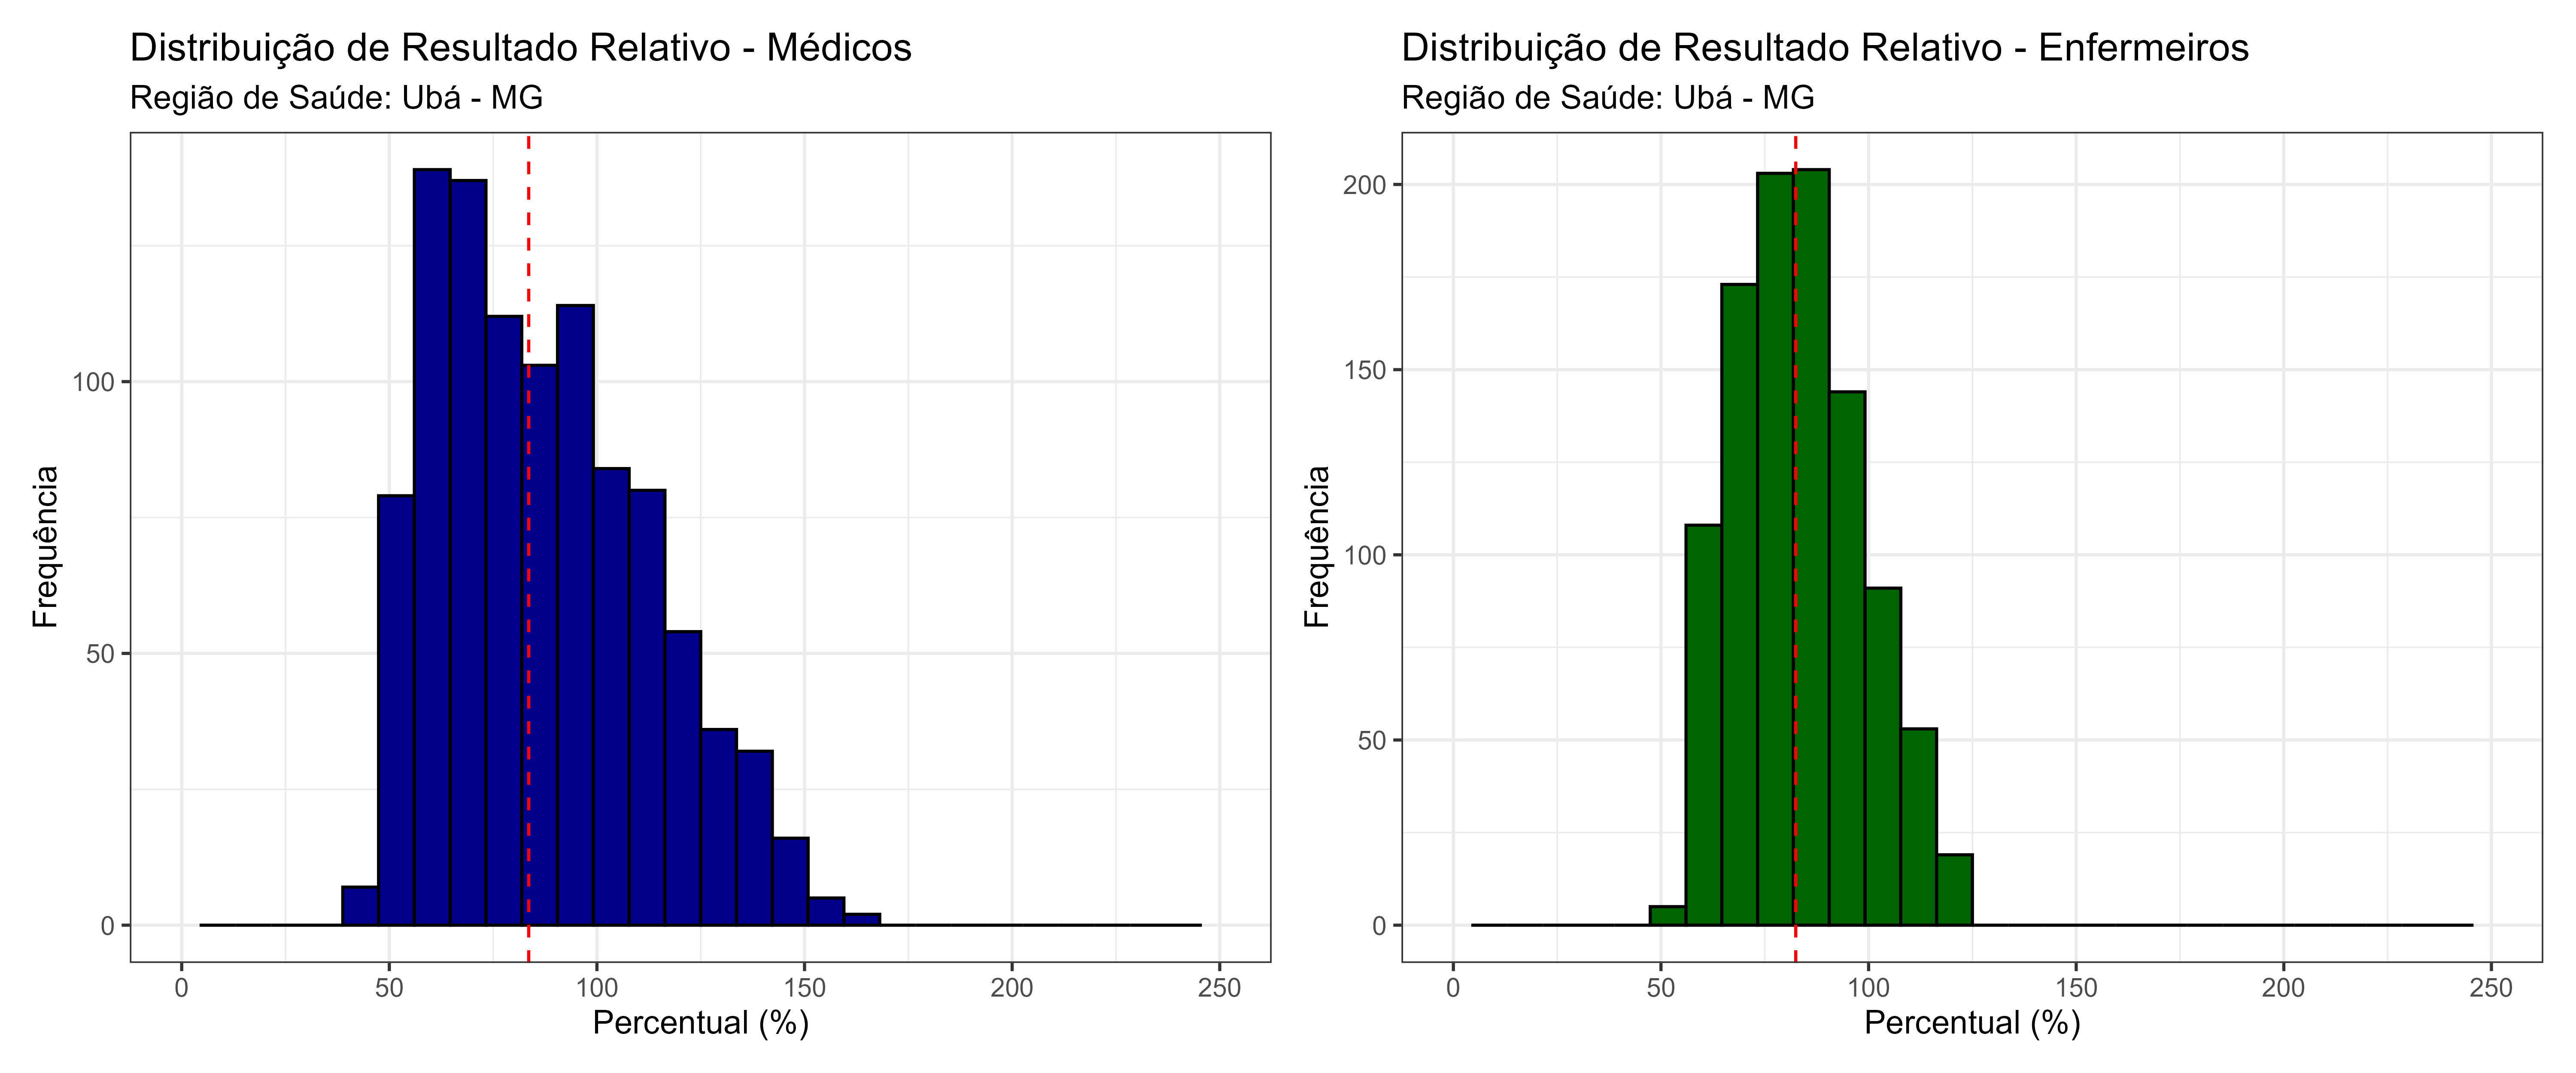 Distribuição de Resultado Relativo - Médicos
Região de Saúde: Ubá - MG
Frequência
100
50
0
0 50 100 150 200 250
Percentual (%)
Distribuição de Resultado Relativo - Enfermeiros
Região de Saúde: Ubá - MG
Frequência
200
150
100
50
0
0 50 100 150 200 250
Percentual (%)